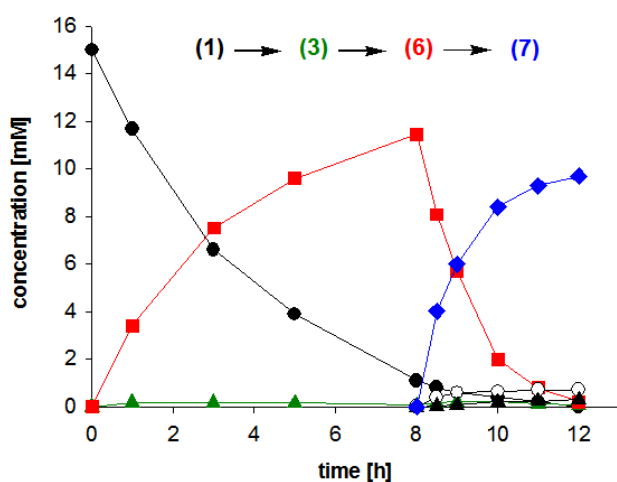 16
(1) → (3) → (6) → (7)
14
12
10
8
6
4
2
0
concentration [mM]
0 2 4 6 8 10 12
time [h]